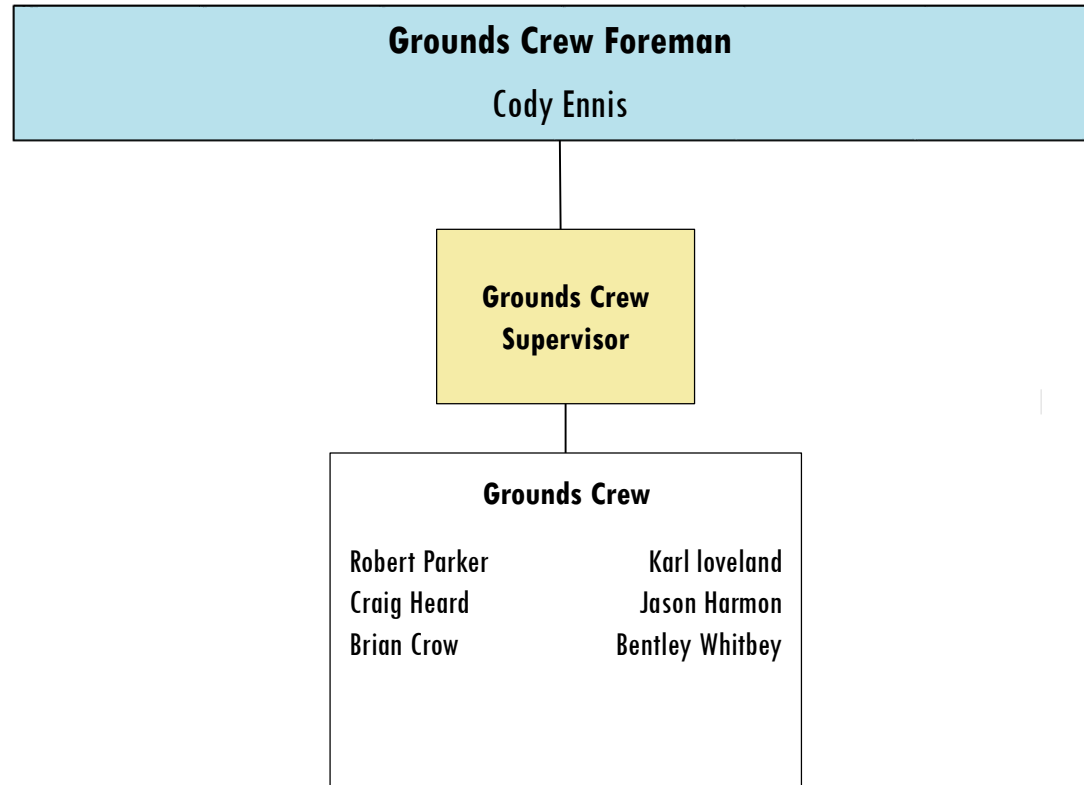 Grounds Crew Foreman
Cody Ennis
Grounds Crew
Supervisor
Grounds Crew
Robert Parker Karl loveland
Craig Heard Jason Harmon
Brian Crow Bentley Whitbey